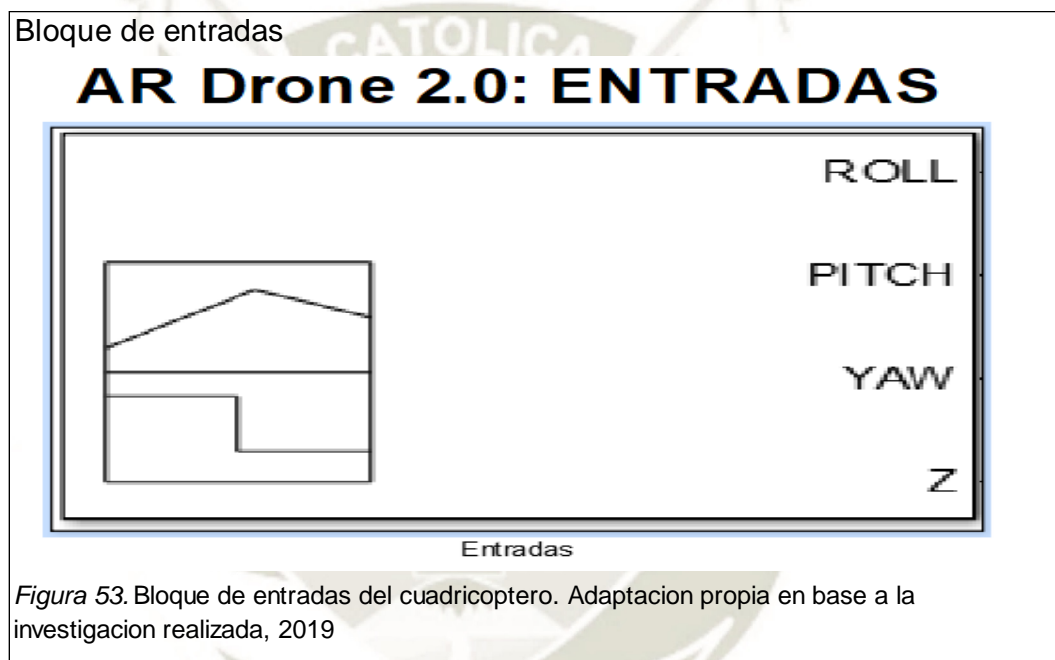 Bloque de entradas
CATOLICA
AR Drone 2.0: ENTRADAS
ROLL
PITCH
YAW
Z
Entradas
Figura 53. Bloque de entradas del cuadricoptero. Adaptacion propia en base a la
investigacion realizada, 2019